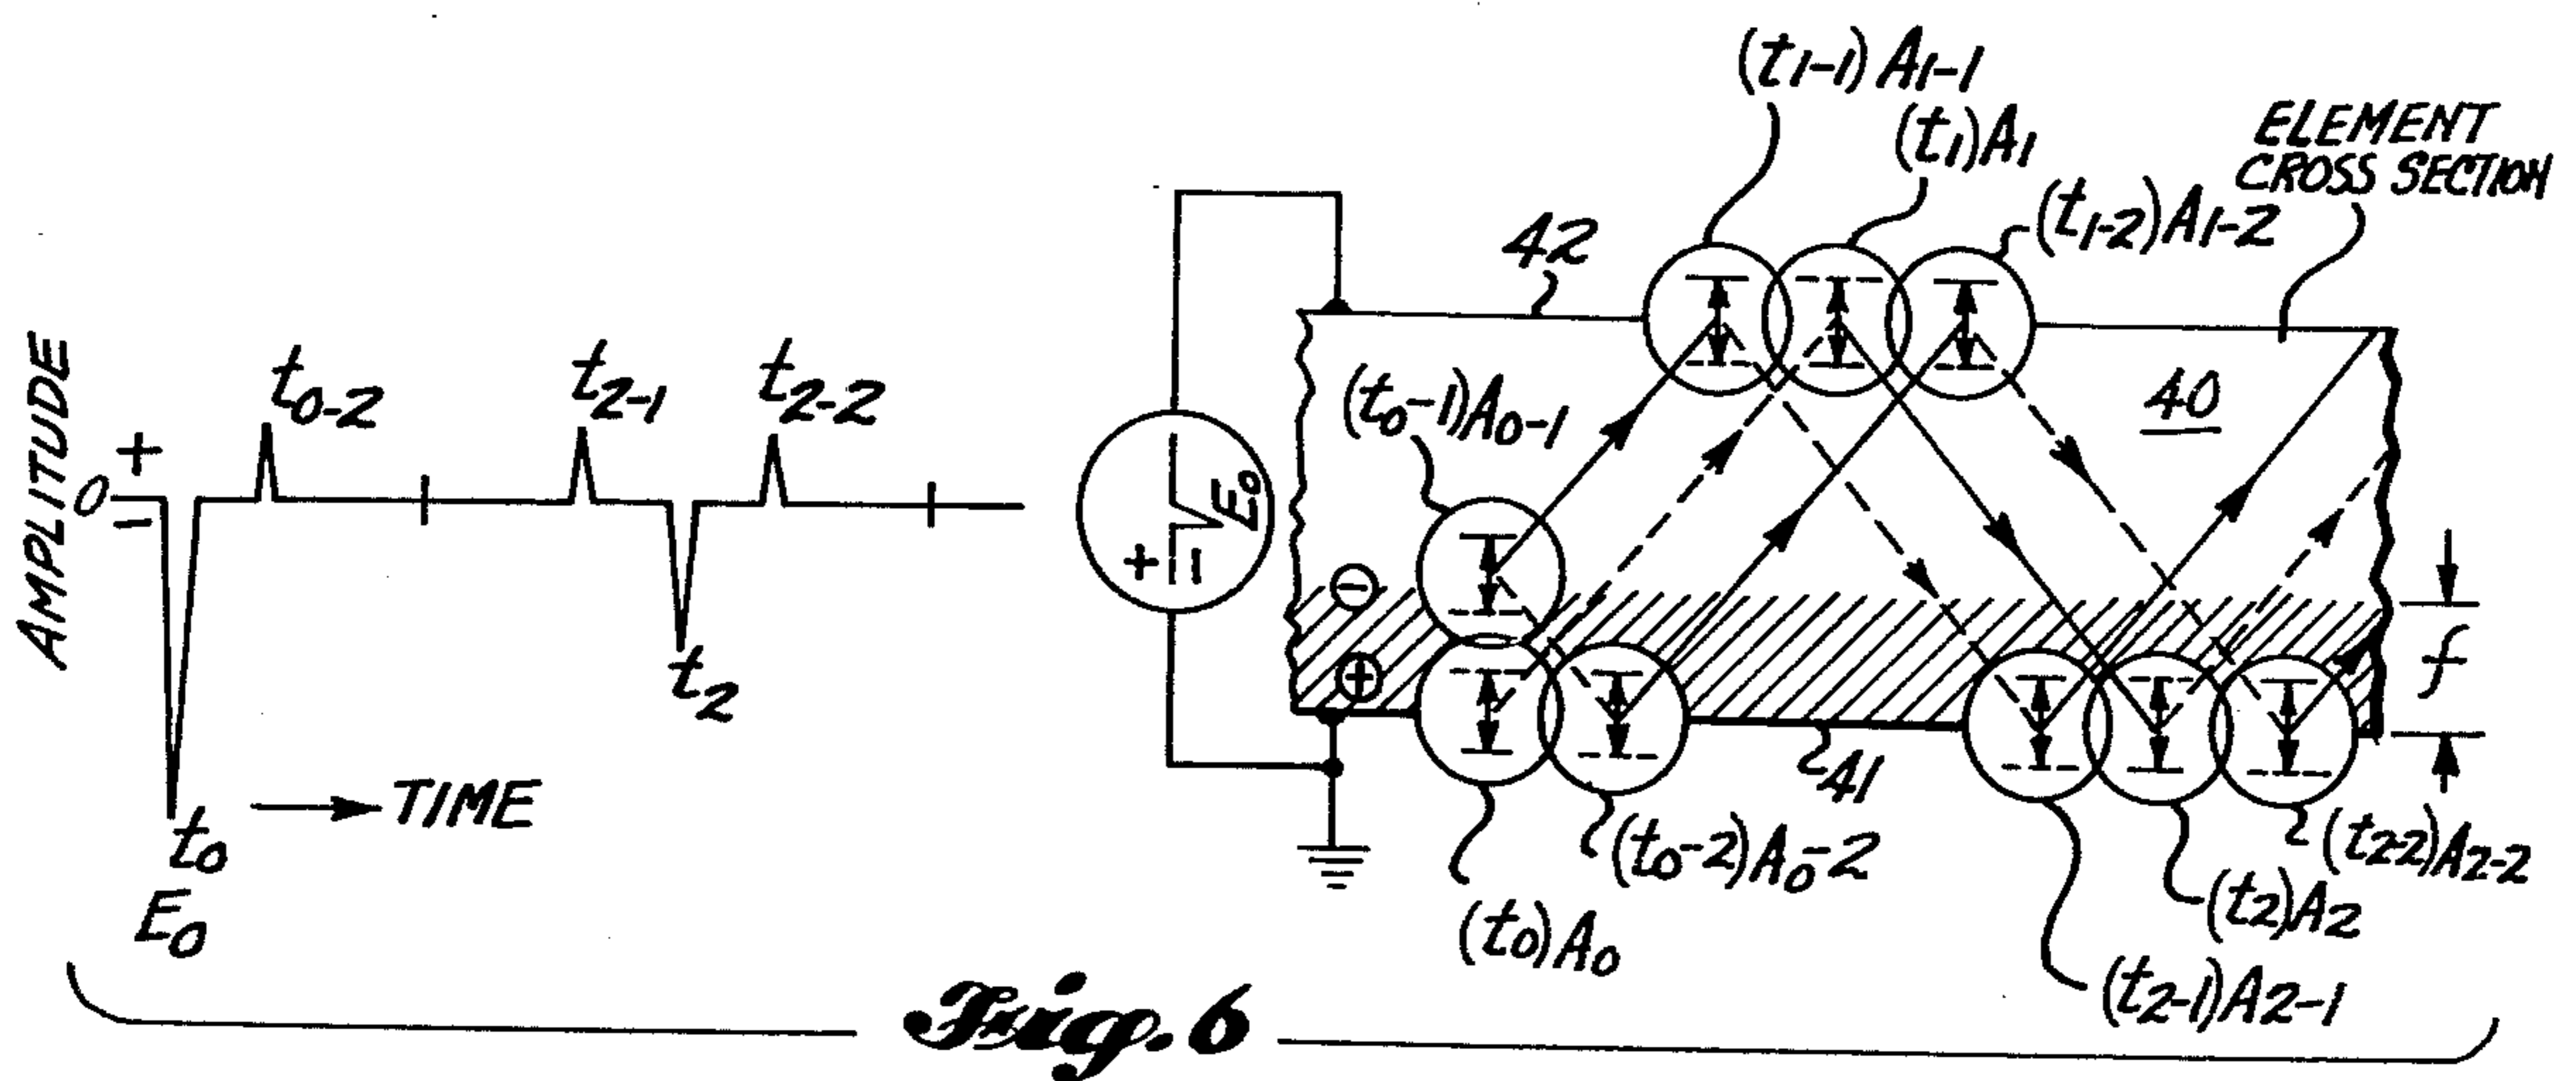 AMPLITUDE
+
0
−
t0-2
t2-1
t2-2
t2
t0
E0
TIME
+ − E0
42
(t1-1)A1-1
(t1)A1
(t1-2)A1-2
ELEMENT
CROSS SECTION
(t0-1)A0-1
40
−
+
f
41
(t0)A0
(t0-2)A0-2
(t2-1)A2-1
(t2)A2
(t2-2)A2-2
Fig. 6